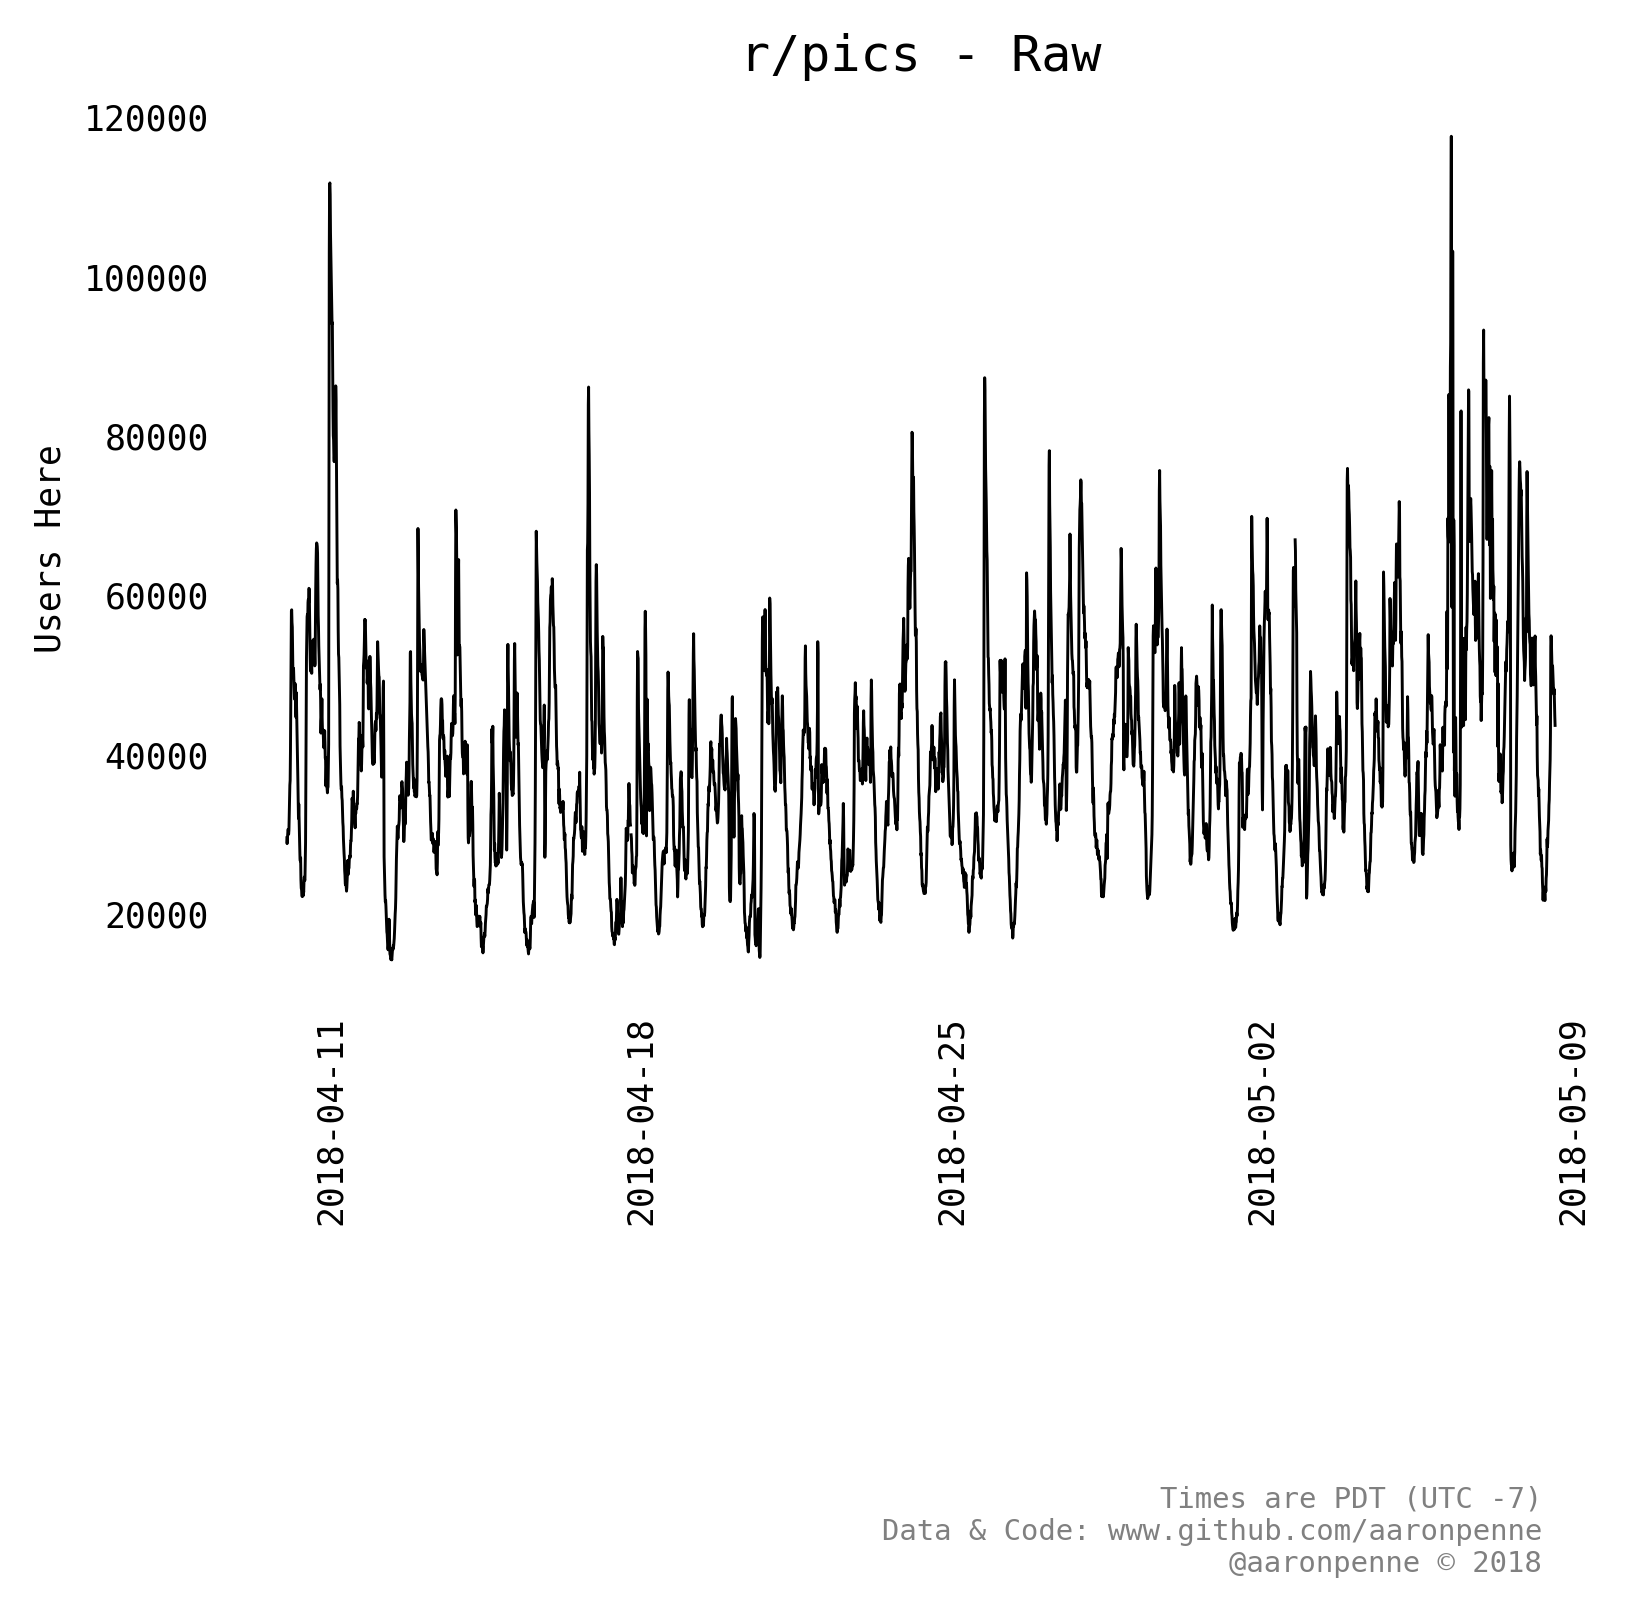 r/pics - Raw
120000
100000
80000
60000
40000
20000
Users Here
2018-04-11
2018-04-18
2018-04-25
2018-05-02
2018-05-09
Times are PDT (UTC -7)
Data & Code: www.github.com/aaronpenne
@aaronpenne © 2018